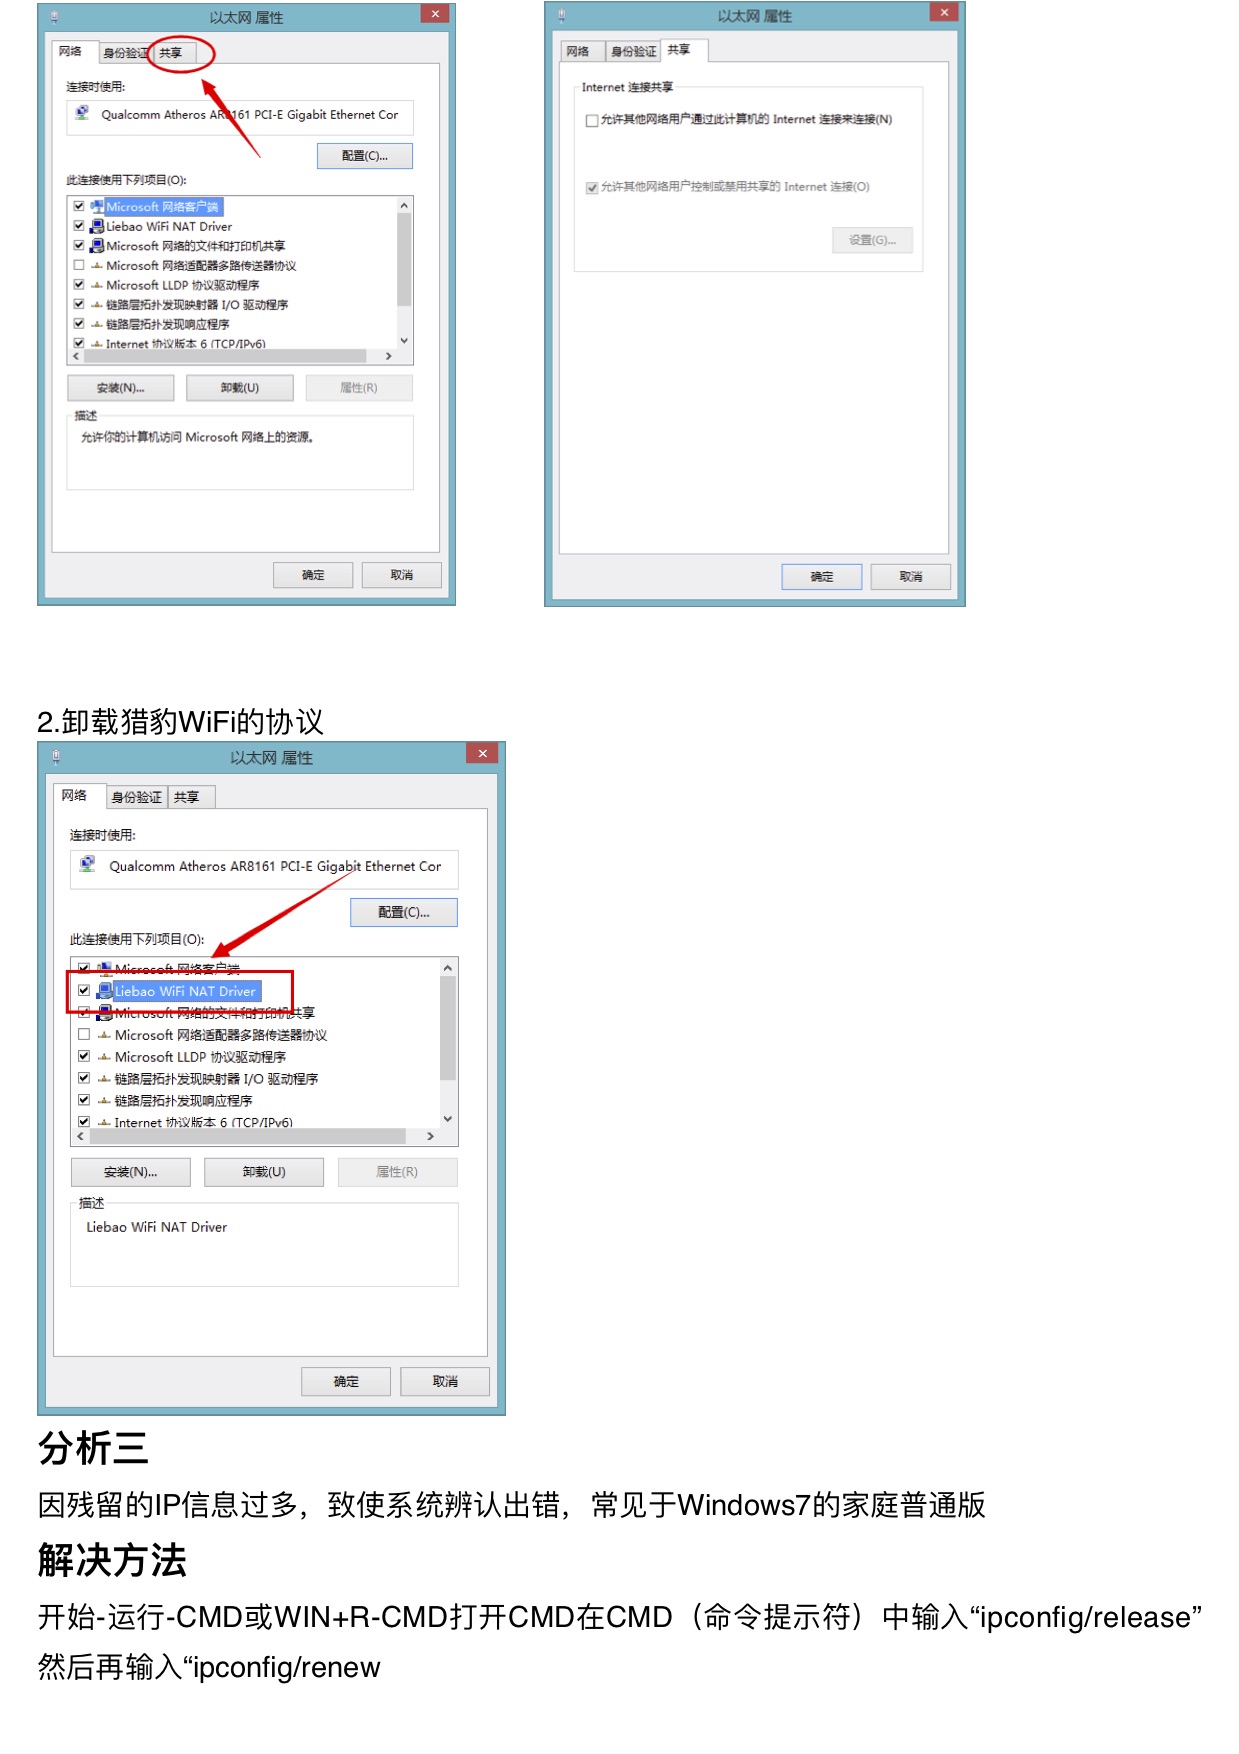 以太网 属性
网络 身份验证 共享
连接时使用:
Qualcomm Atheros AR8161 PCI-E Gigabit Ethernet Cor
配置(C)...
此连接使用下列项目(O):
Microsoft 网络客户端
Liebao WiFi NAT Driver
Microsoft 网络的文件和打印机共享
Microsoft 网络适配器多路传送器协议
Microsoft LLDP 协议驱动程序
链路层拓扑发现映射器 I/O 驱动程序
链路层拓扑发现响应程序
Internet 协议版本 6 (TCP/IPv6)
安装(N)... 卸载(U) 属性(R)
描述
允许你的计算机访问 Microsoft 网络上的资源。
确定 取消
以太网 属性
网络 身份验证 共享
Internet 连接共享
允许其他网络用户通过此计算机的 Internet 连接来连接(N)
允许其他网络用户控制或禁用共享的 Internet 连接(O)
设置(G)...
确定 取消
2.卸载猎豹WiFi的协议
以太网 属性
网络 身份验证 共享
连接时使用:
Qualcomm Atheros AR8161 PCI-E Gigabit Ethernet Cor
配置(C)...
此连接使用下列项目(O):
Microsoft 网络客户端
Liebao WiFi NAT Driver
Microsoft 网络的文件和打印机共享
Microsoft 网络适配器多路传送器协议
Microsoft LLDP 协议驱动程序
链路层拓扑发现映射器 I/O 驱动程序
链路层拓扑发现响应程序
Internet 协议版本 6 (TCP/IPv6)
安装(N)... 卸载(U) 属性(R)
描述
Liebao WiFi NAT Driver
确定 取消
分析三
因残留的IP信息过多，致使系统辨认出错，常见于Windows7的家庭普通版
解决方法
开始-运行-CMD或WIN+R-CMD打开CMD在CMD（命令提示符）中输入“ipconfig/release”
然后再输入“ipconfig/renew